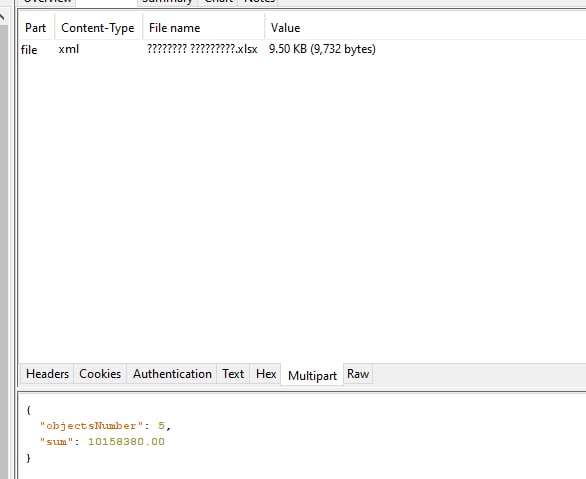 Overview Summary Chart Notes
Part Content-Type File name Value
file xml ???????? ?????????.xlsx 9.50 KB (9,732 bytes)
Headers Cookies Authentication Text Hex Multipart Raw
{
"objectsNumber": 5,
"sum": 10158380.00
}